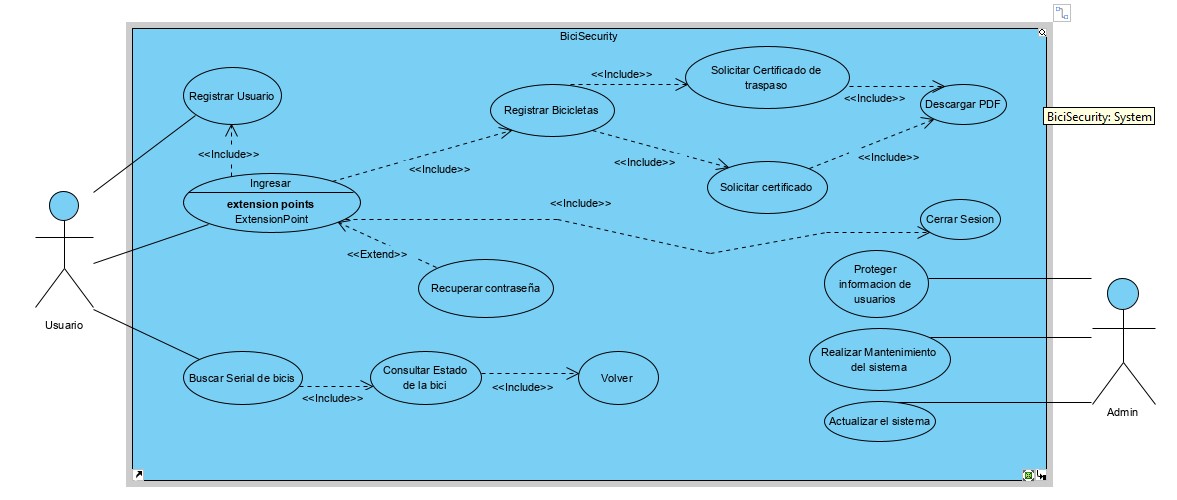 BiciSecurity
Registrar Usuario
<<Include>>
Ingresar
extension points
ExtensionPoint
<<Include>>
Registrar Bicicletas
<<Include>>
Solicitar Certificado de
traspaso
<<Include>>
Descargar PDF
BiciSecurity: System
<<Include>>
Solicitar certificado
<<Include>>
<<Include>>
Cerrar Sesion
<<Extend>>
Recuperar contraseña
Proteger
informacion de
usuarios
Usuario
Realizar Mantenimiento
del sistema
Buscar Serial de bicis
<<Include>>
Consultar Estado
de la bici
<<Include>>
Volver
Actualizar el sistema
Admin